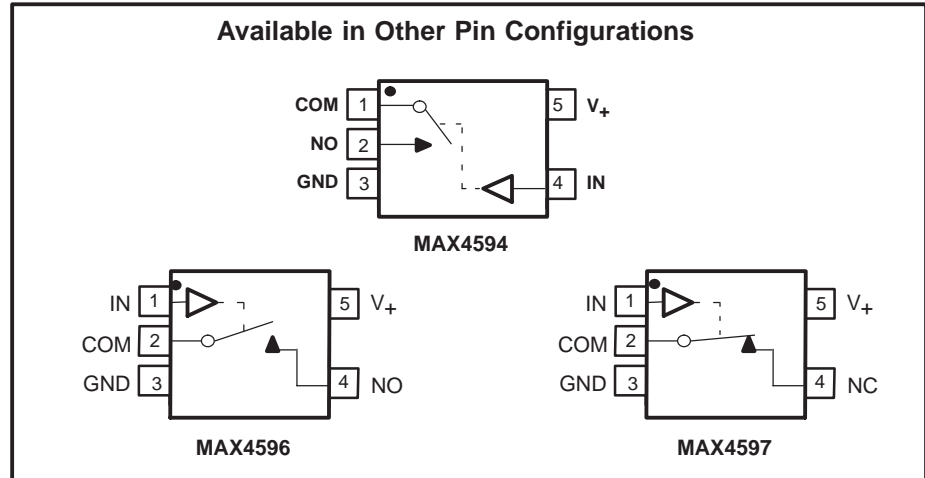 Available in Other Pin Configurations
COM 1 5 V+
NO 2
GND 3 4 IN
MAX4594
IN 1 5 V+
COM 2
GND 3 4 NO
MAX4596
IN 1 5 V+
COM 2
GND 3 4 NC
MAX4597